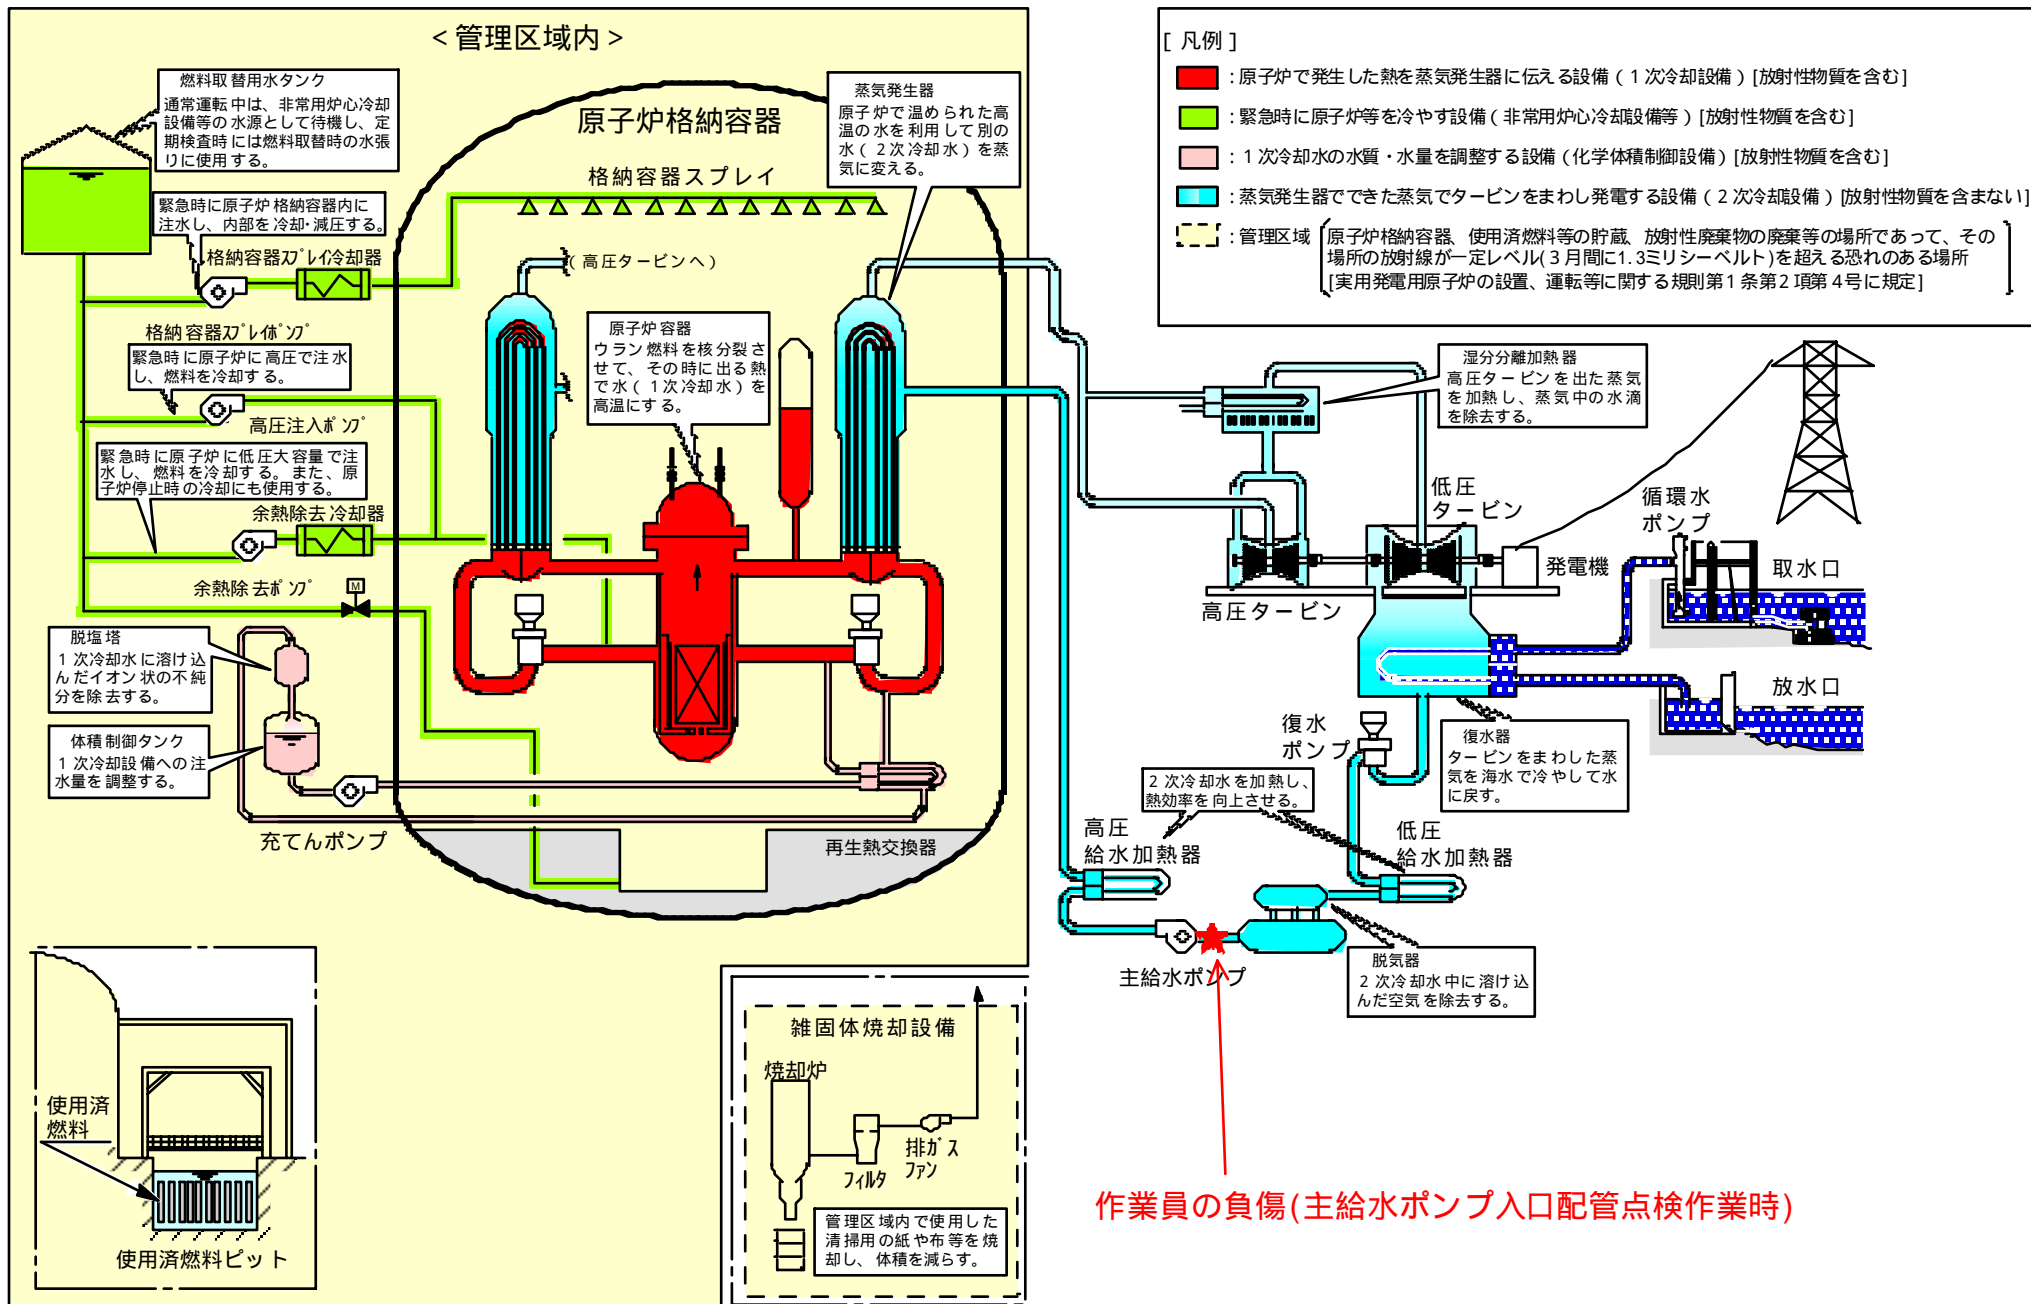 ＜管理区域内＞
燃料取替用水タンク
通常運転中は、非常用炉心冷却
設備等の水源として待機し、定
期検査時には燃料取替時の水張
りに使用する。
緊急時に原子炉格納容器内に
注水し、内部を冷却・減圧する。
格納容器ｽﾌﾟﾚｲ冷却器
格納容器ｽﾌﾟﾚｲﾎﾟﾝﾌﾟ
緊急時に原子炉に高圧で注水
し、燃料を冷却する。
高圧注入ﾎﾟﾝﾌﾟ
緊急時に原子炉に低圧大容量で注
水し、燃料を冷却する。また、原
子炉停止時の冷却にも使用する。
余熱除去冷却器
余熱除去ﾎﾟﾝﾌﾟ
M
脱塩塔
１次冷却水に溶け込
んだイオン状の不純
分を除去する。
体積制御タンク
１次冷却設備への注
水量を調整する。
充てんポンプ
原子炉格納容器
格納容器スプレイ
(高圧タービンへ)
蒸気発生器
原子炉で温められた高
温の水を利用して別の
水（２次冷却水）を蒸
気に変える。
原子炉容器
ウラン燃料を核分裂さ
せて、その時に出る熱
で水（１次冷却水）を
高温にする。
再生熱交換器
使用済
燃料
使用済燃料ピット
雑固体焼却設備
焼却炉
フィルタ
排ｶﾞｽ
ﾌｧﾝ
管理区域内で使用した
清掃用の紙や布等を焼
却し、体積を減らす。
[ 凡例 ]
：原子炉で発生した熱を蒸気発生器に伝える設備（１次冷却設備）[放射性物質を含む]
：緊急時に原子炉等を冷やす設備（非常用炉心冷却設備等）[放射性物質を含む]
：１次冷却水の水質・水量を調整する設備（化学体積制御設備）[放射性物質を含む]
：蒸気発生器でできた蒸気でタービンをまわし発電する設備（２次冷却設備）[放射性物質を含まない]
：管理区域
原子炉格納容器、使用済燃料等の貯蔵、放射性廃棄物の廃棄等の場所であって、その
場所の放射線が一定レベル(３月間に1.3ミリシーベルト)を超える恐れのある場所
[実用発電用原子炉の設置、運転等に関する規則第１条第２項第４号に規定]
湿分分離加熱器
高圧タービンを出た蒸気
を加熱し、蒸気中の水滴
を除去する。
低圧
タービン
高圧タービン
発電機
循環水
ポンプ
取水口
放水口
復水
ポンプ
復水器
タービンをまわした蒸
気を海水で冷やして水
に戻す。
２次冷却水を加熱し、
熱効率を向上させる。
高圧
給水加熱器
低圧
給水加熱器
主給水ポンプ
脱気器
２次冷却水中に溶け込
んだ空気を除去する。
作業員の負傷(主給水ポンプ入口配管点検作業時)